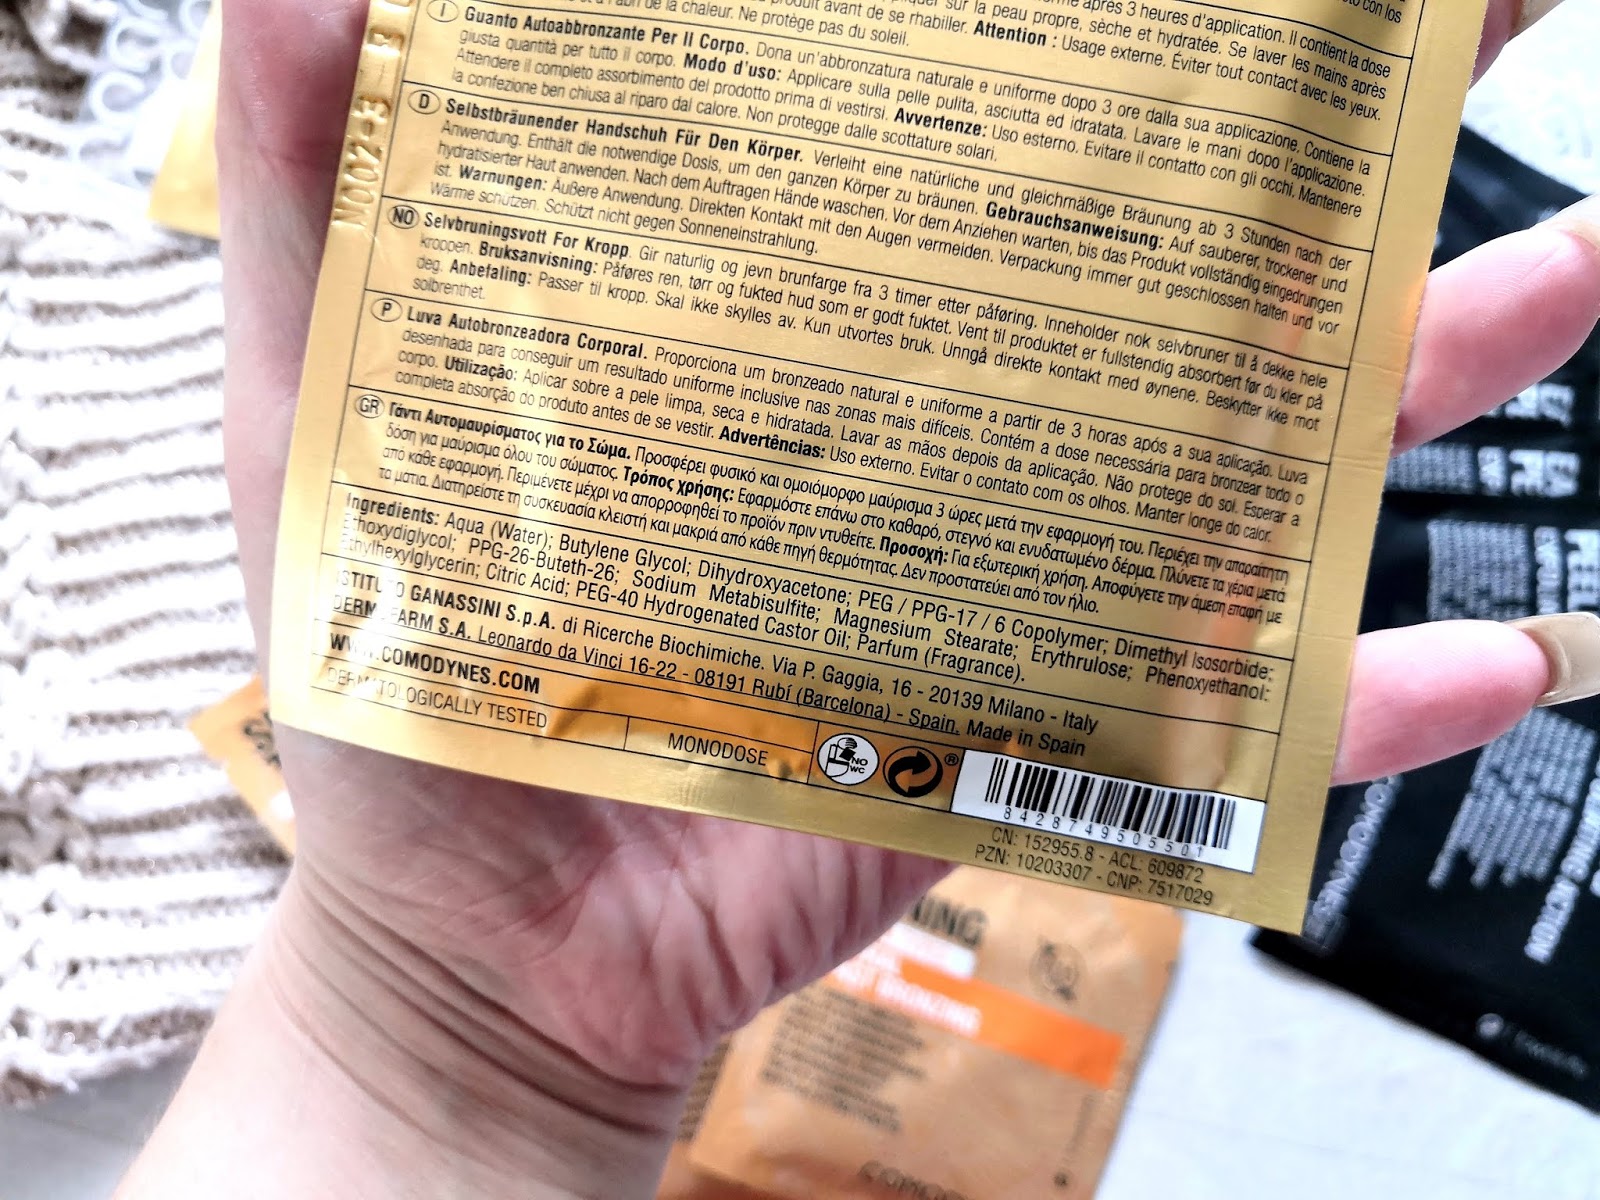 après 3 heures d'application. Il contient la dose
sur la peau propre, sèche et hydratée. Se laver les mains après
produit avant de se rhabiller. Attention : Usage externe. Éviter tout contact avec les yeux.
de la chaleur. Ne protège pas du soleil.
I Guanto Autoabbronzante Per Il Corpo. Dona un'abbronzatura naturale e uniforme dopo 3 ore dalla sua applicazione. Contiene la
giusta quantità per tutto il corpo. Modo d'uso: Applicare sulla pelle pulita, asciutta ed idratata. Lavare le mani dopo l'applicazione.
Attendere il completo assorbimento del prodotto prima di vestirsi. Avvertenze: Uso esterno. Evitare il contatto con gli occhi. Mantenere
la confezione ben chiusa al riparo dal calore. Non protegge dalle scottature solari.
D Selbstbräunender Handschuh Für Den Körper. Verleiht eine natürliche und gleichmäßige Bräunung ab 3 Stunden nach der
Anwendung. Enthält die notwendige Dosis, um den ganzen Körper zu bräunen. Gebrauchsanweisung: Auf sauberer, trockener und
hydratisierter Haut anwenden. Nach dem Auftragen Hände waschen. Vor dem Anziehen warten, bis das Produkt vollständig eingedrungen
ist. Warnungen: Äußere Anwendung. Direkten Kontakt mit den Augen vermeiden. Verpackung immer gut geschlossen halten und vor
Wärme schützen. Schützt nicht gegen Sonneneinstrahlung.
NO Selvbruningsvott For Kropp. Gir naturlig og jevn brunfarge fra 3 timer etter påføring. Inneholder nok selvbruner til å dekke hele
kroppen. Bruksanvisning: Påføres ren, tørr og fukted hud som er godt fuktet. Vent til produktet er fullstendig absorbert før du kler på
deg. Anbefaling: Passer til kropp. Skal ikke skylles av. Kun utvortes bruk. Unngå direkte kontakt med øynene. Beskytter ikke mot
solbrenthet.
P Luva Autobronzeadora Corporal. Proporciona um bronzeado natural e uniforme a partir de 3 horas após a sua aplicação. Luva
desenhada para conseguir um resultado uniforme inclusive nas zonas mais difíceis. Contém a dose necessária para bronzear todo o
corpo. Utilização: Aplicar sobre a pele limpa, seca e hidratada. Lavar as mãos depois da aplicação. Não protege do sol. Esperar a
completa absorção do produto antes de se vestir. Advertências: Uso externo. Evitar o contato com os olhos. Manter longe do calor.
GR Γάντι Αυτομαυρίσματος για το Σώμα. Προσφέρει φυσικό και ομοιόμορφο μαύρισμα 3 ώρες μετά την εφαρμογή του. Περιέχει την απαραίτητη
δόση για μαύρισμα όλου του σώματος. Τρόπος χρήσης: Εφαρμόστε επάνω στο καθαρό, στεγνό και ενυδατωμένο δέρμα. Πλύνετε τα χέρια μετά
από κάθε εφαρμογή. Περιμένετε μέχρι να απορροφηθεί το προϊόν πριν ντυθείτε. Προσοχή: Για εξωτερική χρήση. Αποφύγετε την άμεση επαφή με
τα ματια. Διατηρείστε τη συσκευασία κλειστή και μακριά από κάθε πηγή θερμότητας. Δεν προστατεύει από τον ήλιο.
Ingredients: Aqua (Water); Butylene Glycol; Dihydroxyacetone; PEG / PPG-17 / 6 Copolymer; Dimethyl Isosorbide;
Ethoxydiglycol; PPG-26-Buteth-26; Sodium Metabisulfite; Magnesium Stearate; Erythrulose; Phenoxyethanol;
Ethylhexylglycerin; Citric Acid; PEG-40 Hydrogenated Castor Oil; Parfum (Fragrance).
ISTITUTO GANASSINI S.p.A. di Ricerche Biochimiche. Via P. Gaggia, 16 - 20139 Milano - Italy
DERMOFARM S.A. Leonardo da Vinci 16-22 - 08191 Rubí (Barcelona) - Spain. Made in Spain
WWW.COMODYNES.COM
DERMATOLOGICALLY TESTED
MONODOSE
NO WC
®
8428749505501
CN: 152955.8 - ACL: 609872
PZN: 10203307 - CNP: 7517029
N002-3
COMODYNES